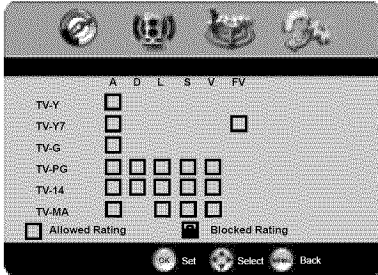 A D L S V FV
TV-Y
TV-Y7
TV-G
TV-PG
TV-14
TV-MA
Allowed Rating Blocked Rating
OK Set Select MENU Back